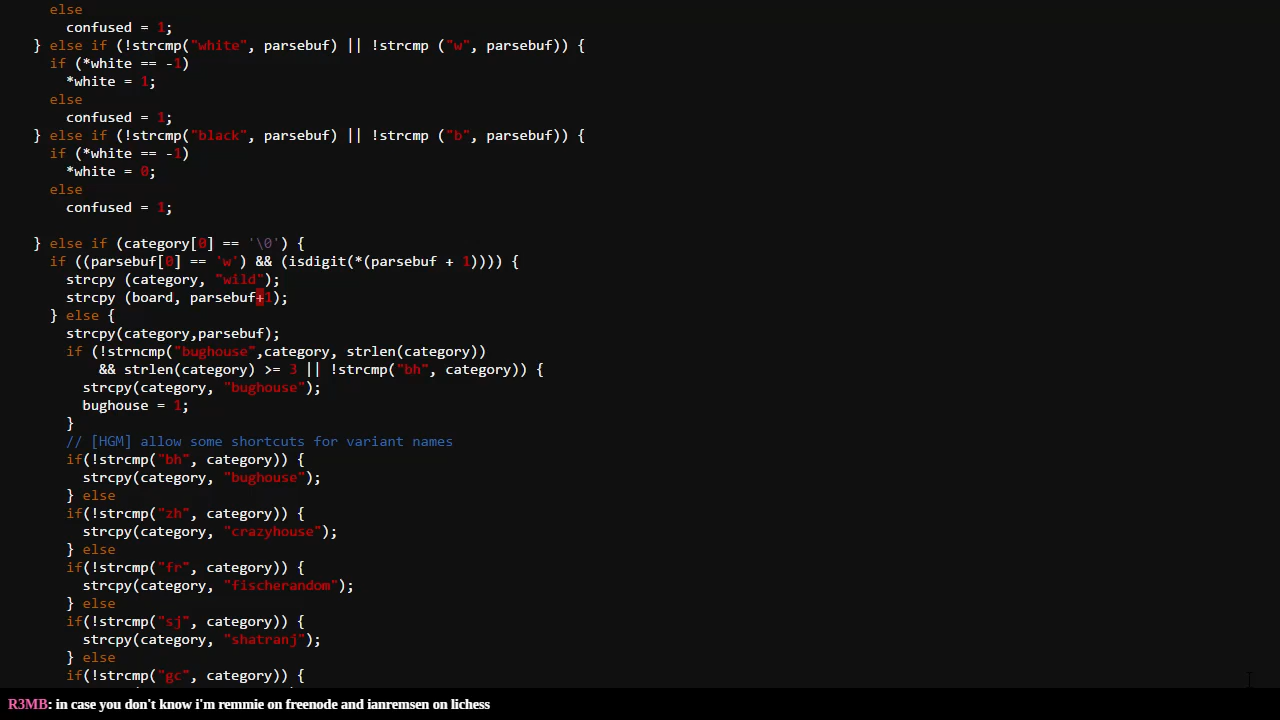 else
        confused = 1;
    } else if (!strcmp("white", parsebuf) || !strcmp ("w", parsebuf)) {
      if (*white == -1)
        *white = 1;
      else
        confused = 1;
    } else if (!strcmp("black", parsebuf) || !strcmp ("b", parsebuf)) {
      if (*white == -1)
        *white = 0;
      else
        confused = 1;

    } else if (category[0] == '\0') {
      if ((parsebuf[0] == 'w') && (isdigit(*(parsebuf + 1)))) {
        strcpy (category, "wild");
        strcpy (board, parsebuf+1);
      } else {
        strcpy(category,parsebuf);
        if (!strncmp("bughouse",category, strlen(category))
            && strlen(category) >= 3 || !strcmp("bh", category)) {
          strcpy(category, "bughouse");
          bughouse = 1;
        }
        // [HGM] allow some shortcuts for variant names
        if(!strcmp("bh", category)) {
          strcpy(category, "bughouse");
        } else
        if(!strcmp("zh", category)) {
          strcpy(category, "crazyhouse");
        } else
        if(!strcmp("fr", category)) {
          strcpy(category, "fischerandom");
        } else
        if(!strcmp("sj", category)) {
          strcpy(category, "shatranj");
        } else
        if(!strcmp("gc", category)) {
R3MB: in case you don't know i'm remmie on freenode and ianremsen on lichess